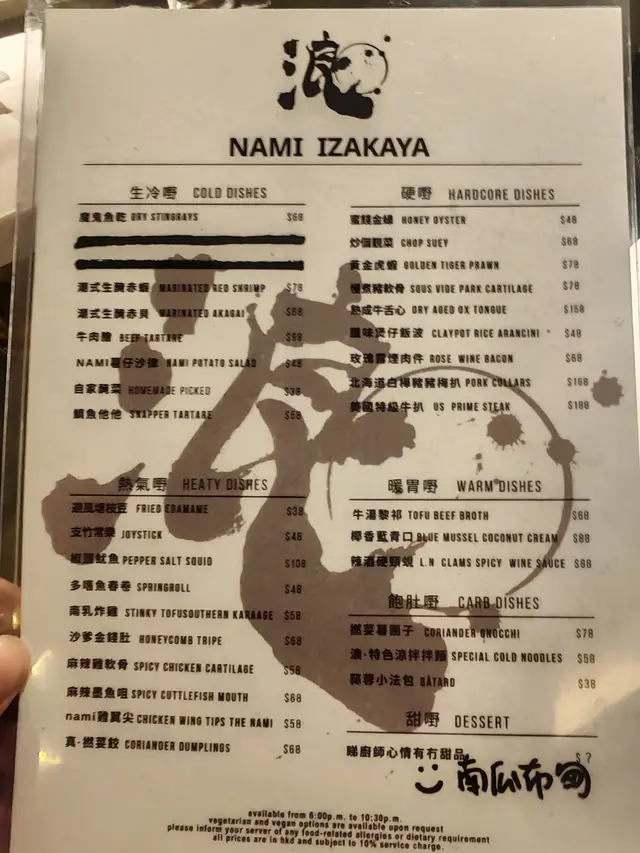 浪
NAMI IZAKAYA
生冷嘢 COLD DISHES
魔鬼魚乾 DRY STINGRAYS $68
港式生醃赤蝦 MARINATED RED SHRIMP $78
港式生醃赤貝 MARINATED AKAGAI $68
牛肉膾 BEEF TARTARE $98
NAMI薯仔沙律 NAMI POTATO SALAD $48
自家醃菜 HOMEMADE PICKED $38
鯛魚他他 SNAPPER TARTARE $58
硬嘢 HARDCORE DISHES
蜜餞金蠔 HONEY OYSTER $48
炒個靚菜 CHOP SUEY $68
黃金虎蝦 GOLDEN TIGER PRAWN $78
慢煮豬軟骨 SOUS VIDE PARK CARTILAGE $78
熟成牛舌心 DRY AGED OX TONGUE $158
臘味煲仔飯波 CLAYPOT RICE ARANCINI $48
玫瑰露煙肉件 ROSE WINE BACON $68
北海道白樺豬豬梅扒 PORK COLLARS $168
美國特級牛扒 US PRIME STEAK $188
熱氣嘢 HEATY DISHES
避風塘枝豆 FRIED EDAMAME $38
支竹常樂 JOYSTICK $48
椒鹽魷魚 PEPPER SALT SQUID $108
多嗜魚春卷 SPRINGROLL $48
南乳炸雞 STINKY TOFUSOUTHERN KARAAGE $58
沙爹金錢肚 HONEYCOMB TRIPE $68
麻辣雞軟骨 SPICY CHICKEN CARTILAGE $58
麻辣墨魚咀 SPICY CUTTLEFISH MOUTH $68
nami雞翼尖 CHICKEN WING TIPS THE NAMI $58
真·撚荽餃 CORIANDER DUMPLINGS $68
暖胃嘢 WARM DISHES
牛湯黎祁 TOFU BEEF BROTH $68
椰香藍青口 BLUE MUSSEL COCONUT CREAM $88
辣酒硬頸蜆 L.N CLAMS SPICY WINE SAUCE $88
飽肚嘢 CARB DISHES
撚荽薯團子 CORIANDER GNOCCHI $78
浪·特色涼拌拌麵 SPECIAL COLD NOODLES $58
蒜蓉小法包 BÂTARD $38
甜嘢 DESSERT
睇廚師心情有冇甜品 $ ?
南瓜布甸
available from 6:00p.m. to 10:30p.m.
vegetarian and vegan options are available upon request
please inform your server of any food-related allergies or dietary requirement
all prices are in hkd and subject to 10% service charge.